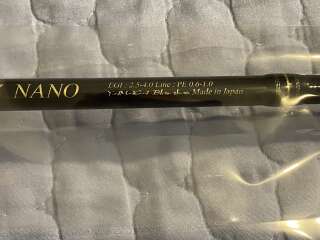 NANO
EGI : 2.5-4.0 Line : PE 0.6-1.0
Made in Japan